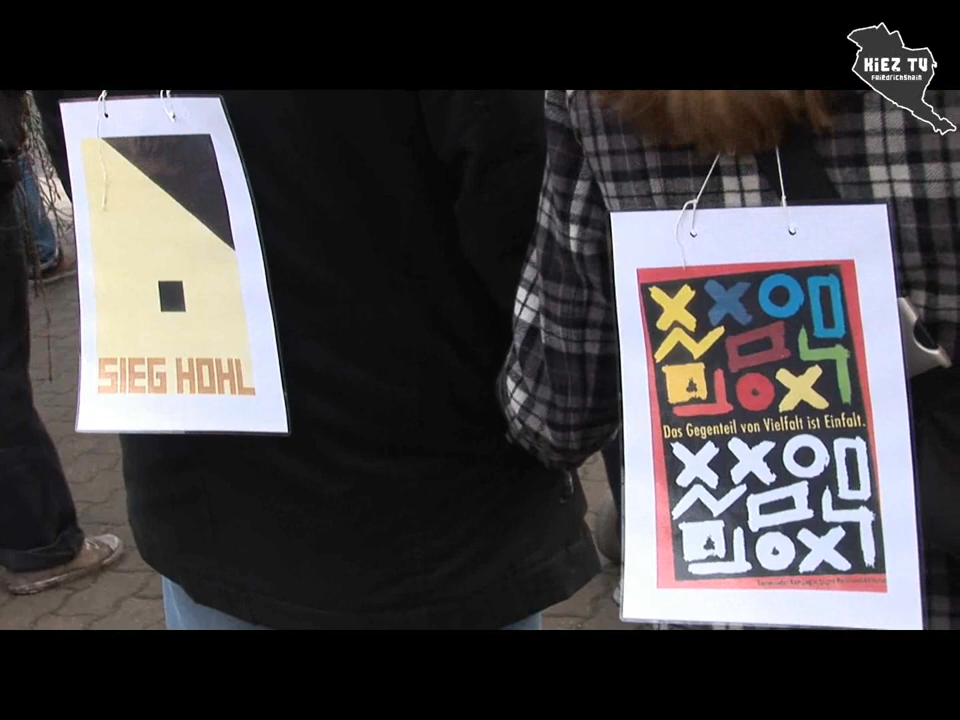 KiEZ TV
FRiEDRiCHSHAiN
SIEG HOHL
Das Gegenteil von Vielfalt ist Einfalt.